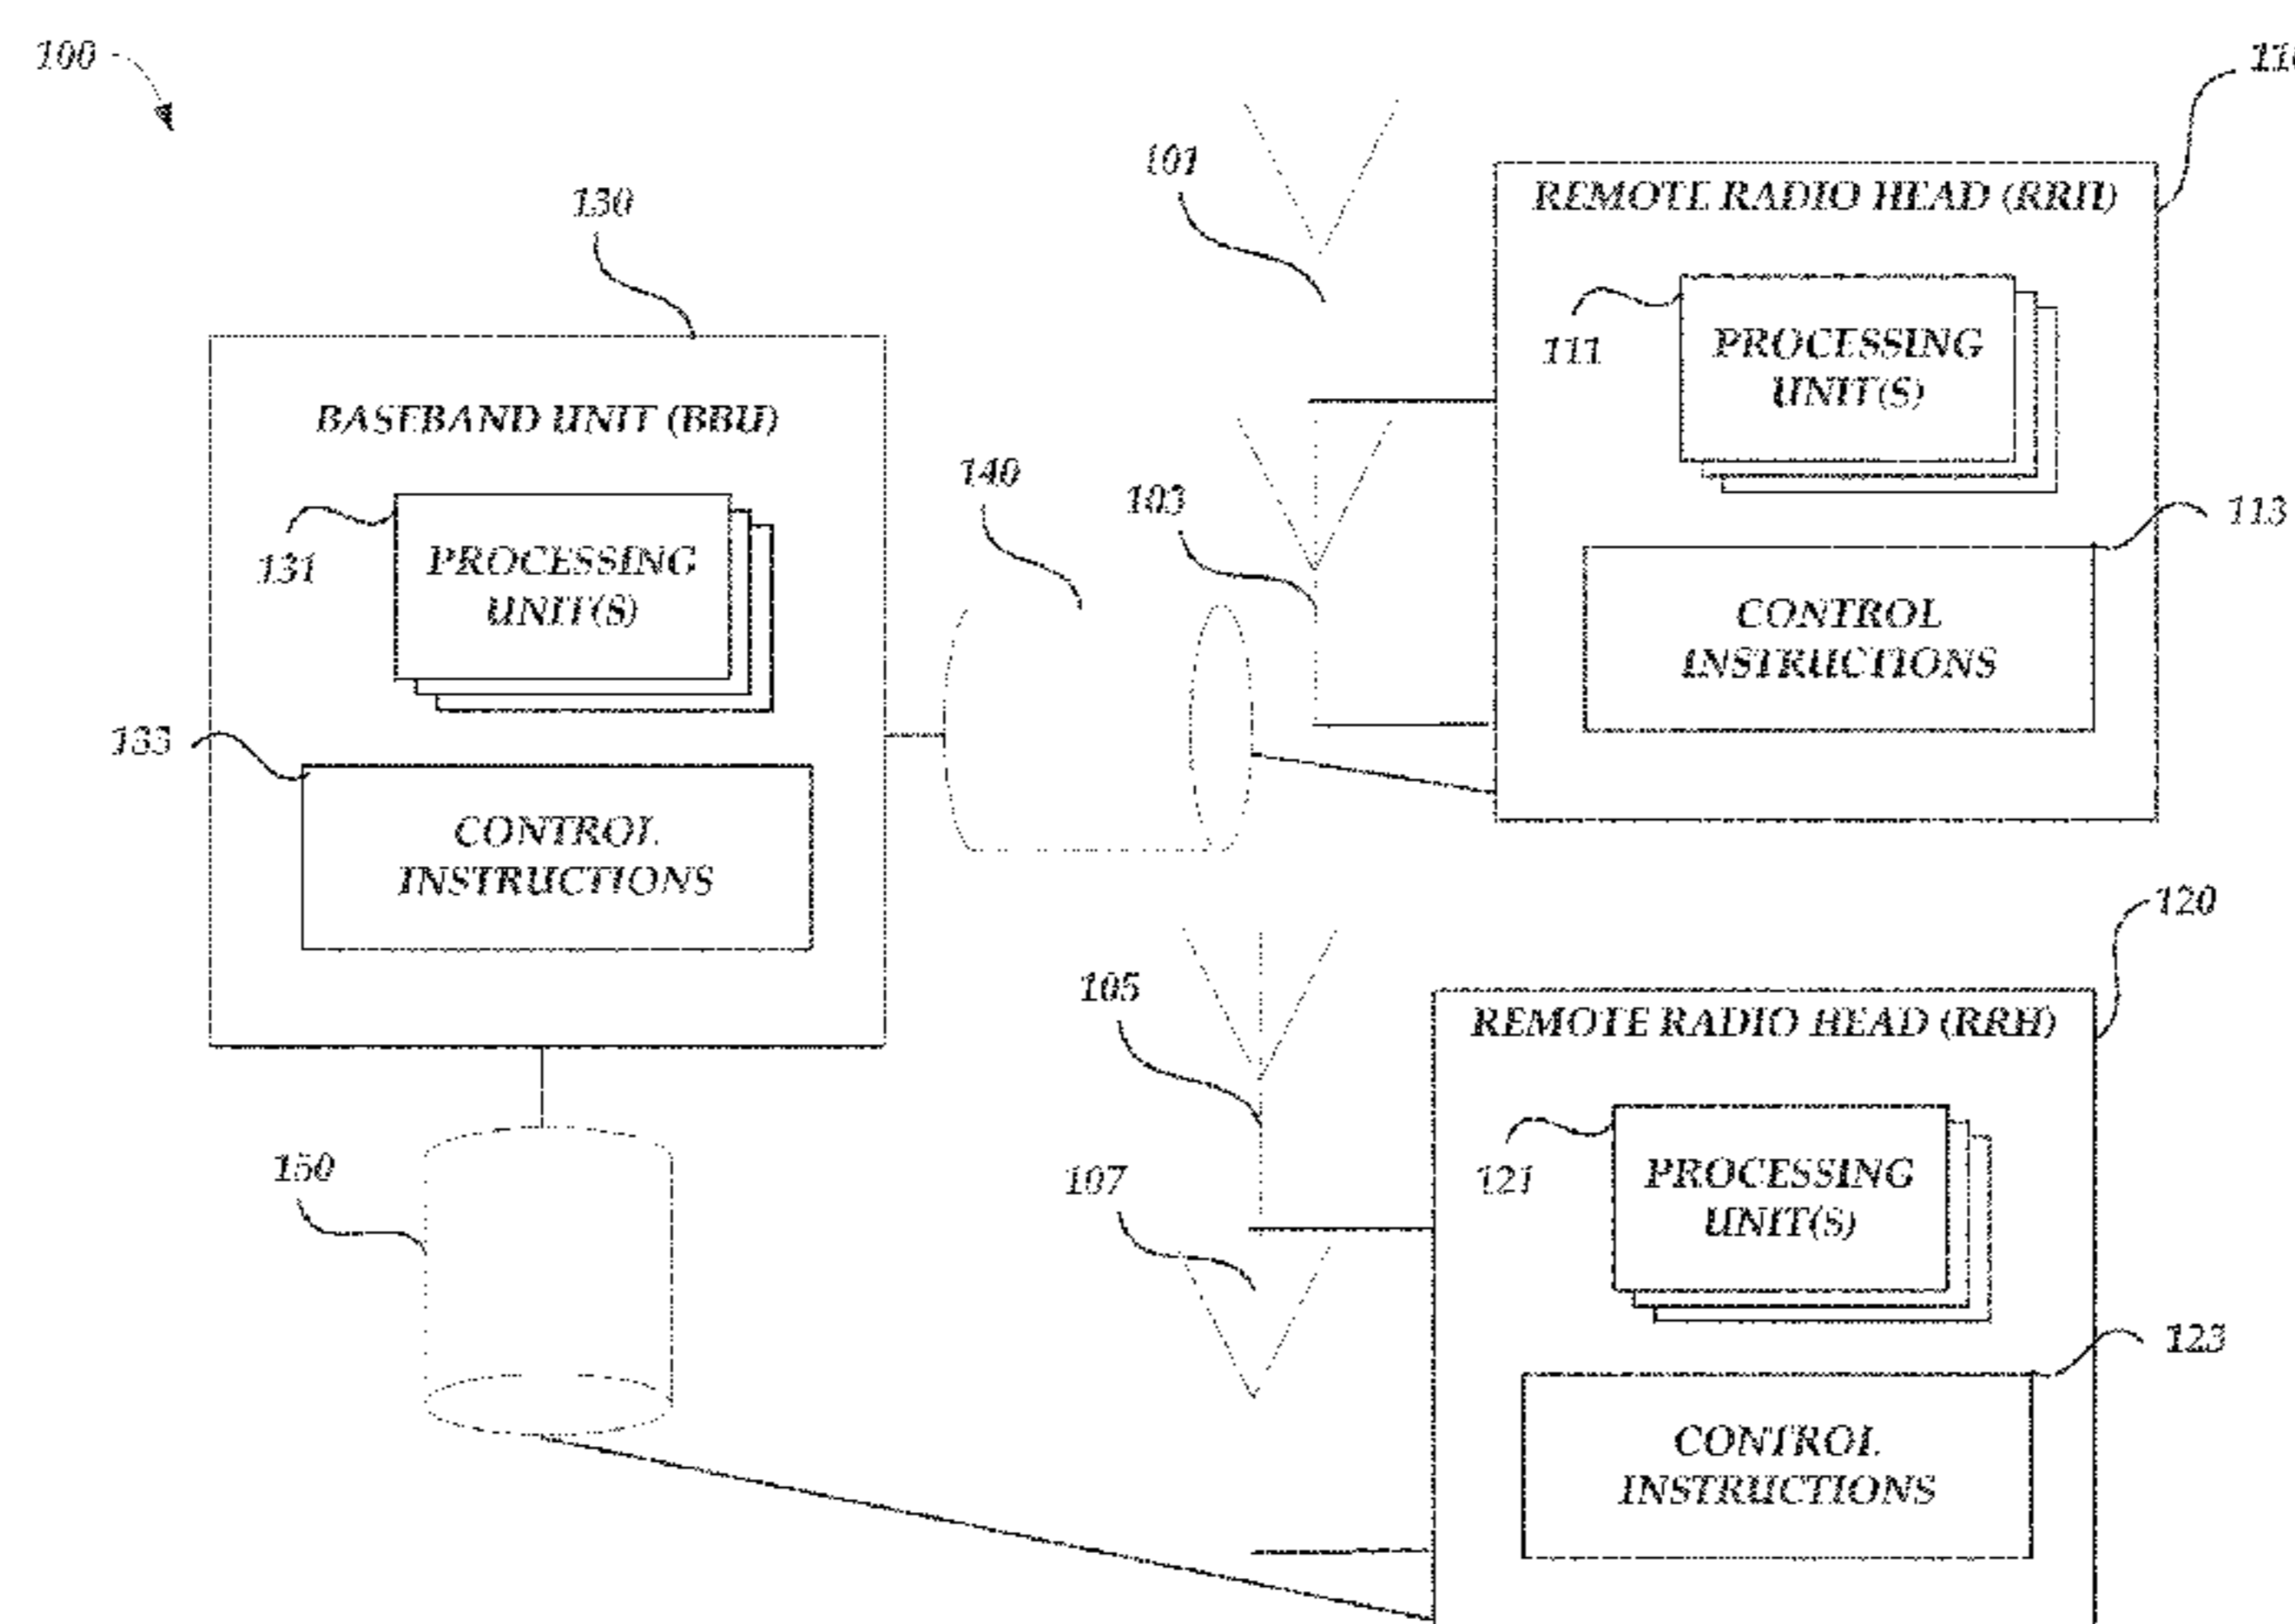 100
110
101
REMOTE RADIO HEAD (RRH)
130
111
PROCESSING
UNIT(S)
BASEBAND UNIT (BBU)
140
103
113
131
PROCESSING
UNIT(S)
CONTROL
INSTRUCTIONS
133
CONTROL
INSTRUCTIONS
120
105
REMOTE RADIO HEAD (RRH)
150
107
121
PROCESSING
UNIT(S)
123
CONTROL
INSTRUCTIONS